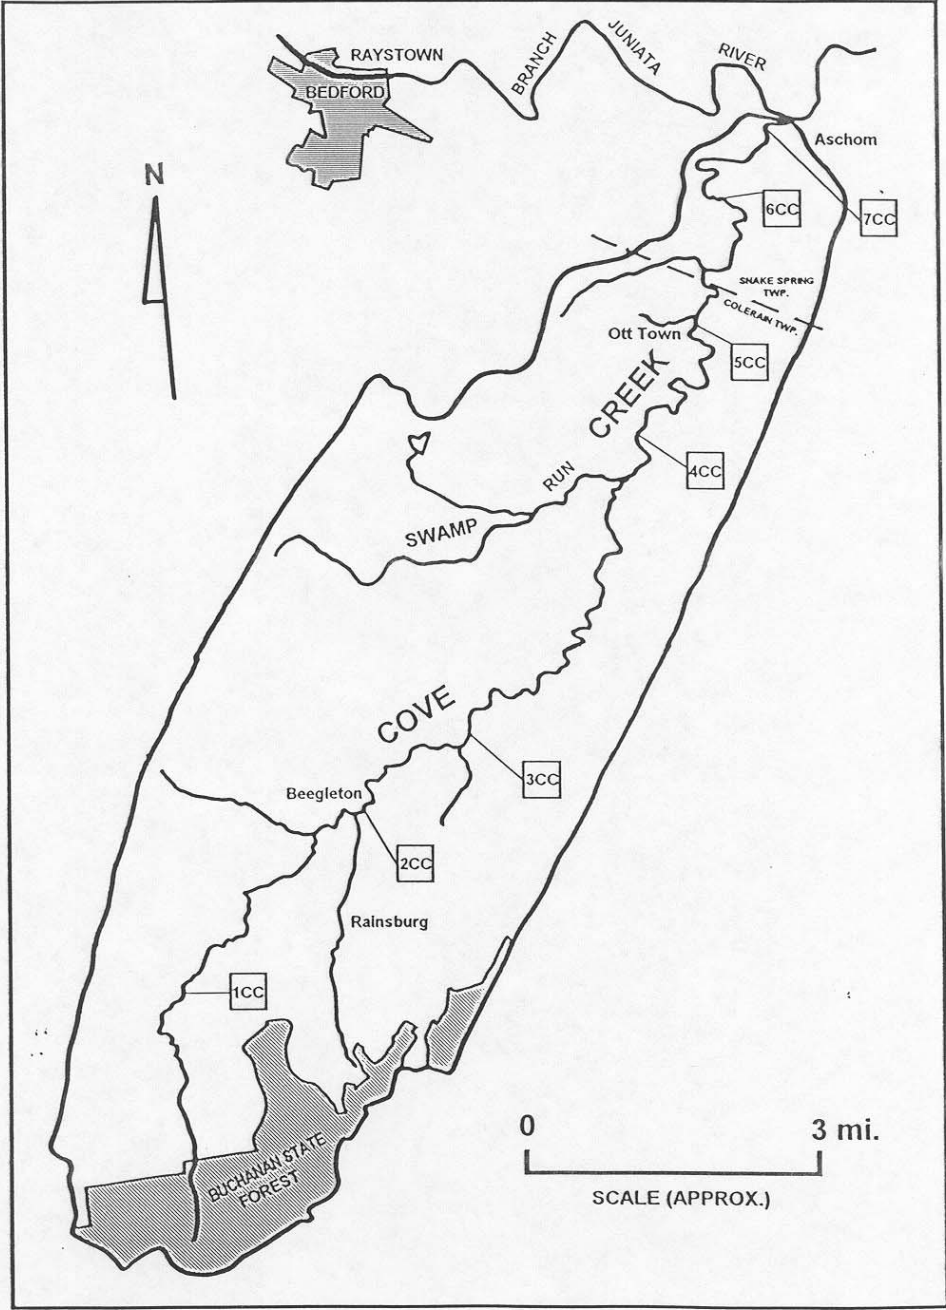 RAYSTOWN
BRANCH
JUNIATA
RIVER
BEDFORD
Aschom
N
6CC
7CC
SNAKE SPRING
TWP.
COLERAIN TWP.
Ott Town
5CC
CREEK
4CC
RUN
SWAMP
COVE
3CC
Beegleton
2CC
Rainsburg
1CC
0
3 mi.
SCALE (APPROX.)
BUCHANAN STATE
FOREST